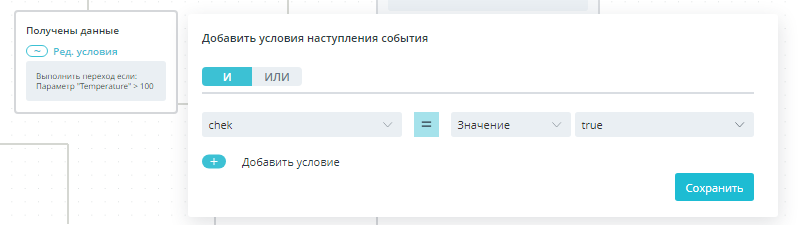 Получены данные
~ Ред. условия
Выполнить переход если:
Параметр "Temperature" > 100
Добавить условия наступления события
И ИЛИ
chek = Значение true
+ Добавить условие
Сохранить